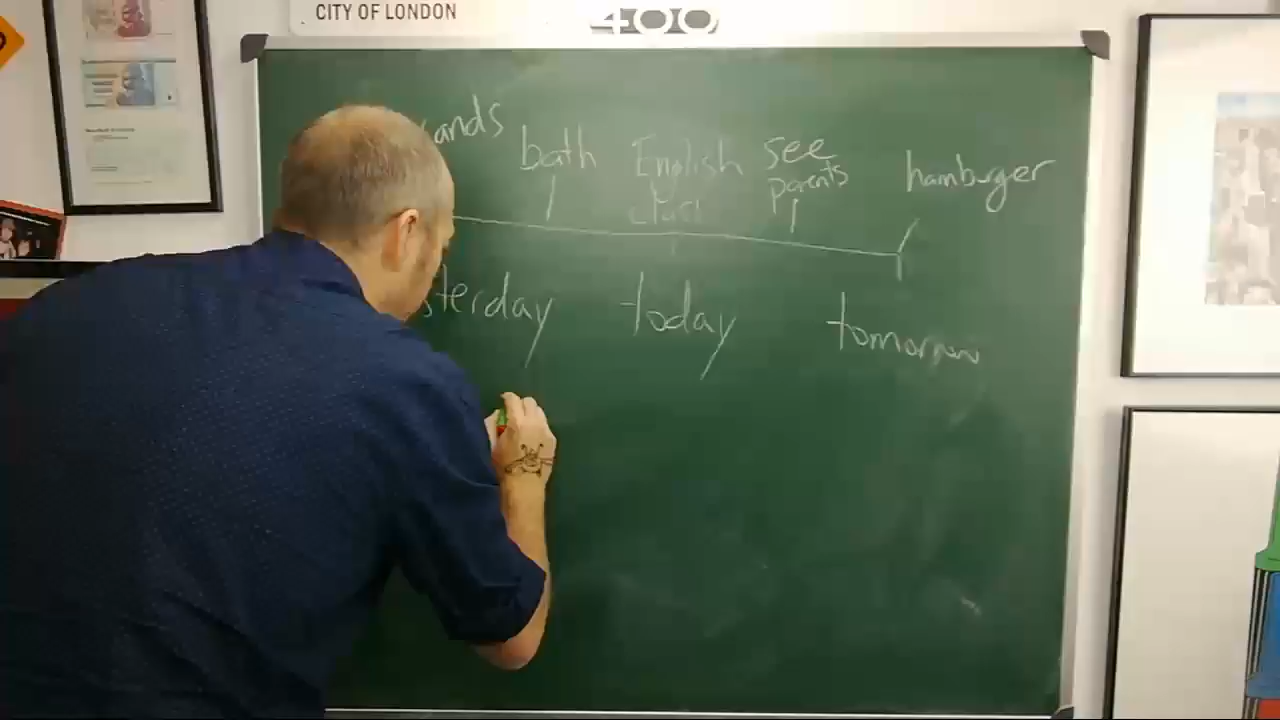 CITY OF LONDON
400
ands
bath
English
class
see
parents
hamburger
sterday
today
tomorrow